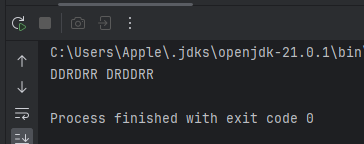 C:\Users\Apple\.jdks\openjdk-21.0.1\bin\
DDRDRR DRDDRR
Process finished with exit code 0